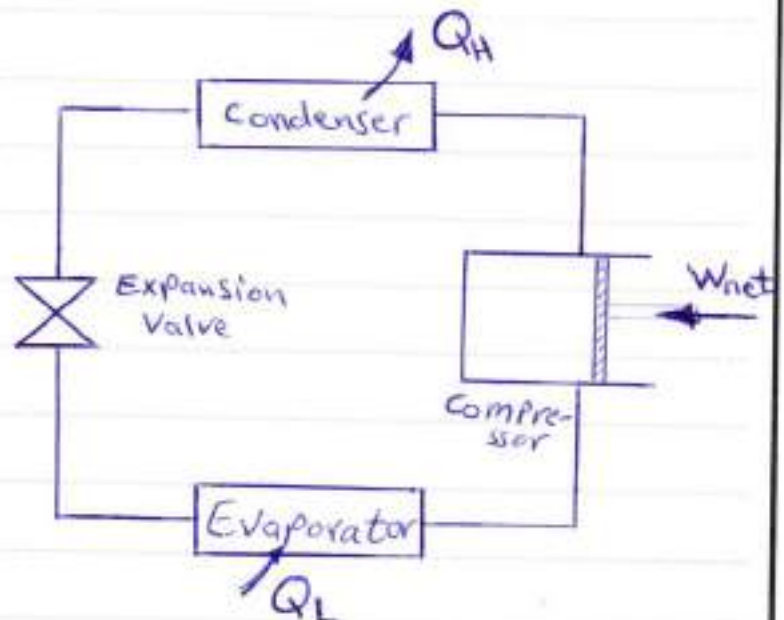 QH
Condenser
Expansion
Valve
Wnet
Compre-
ssor
Evaporator
QL